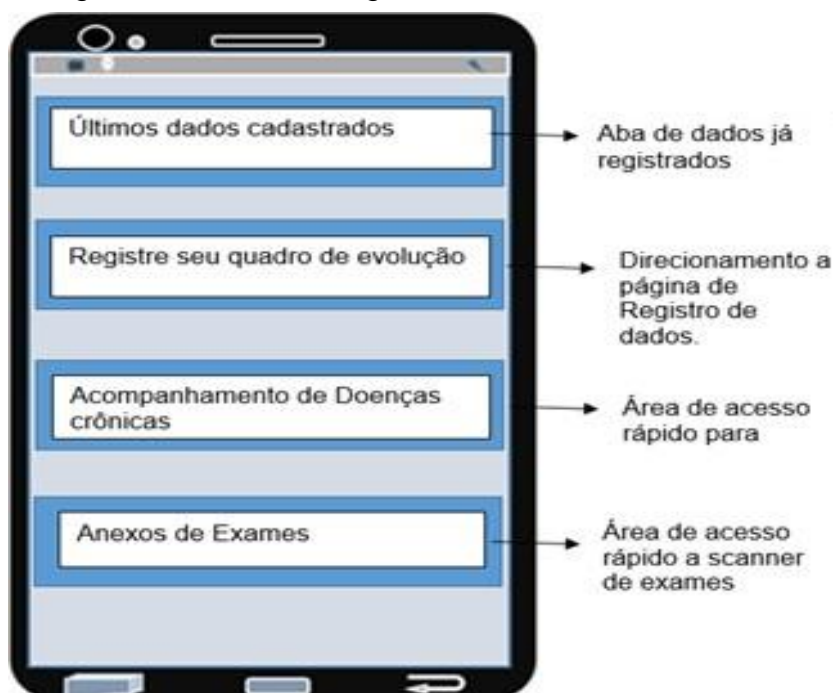 Últimos dados cadastrados
Aba de dados já
registrados
Registre seu quadro de evolução
Direcionamento a
página de
Registro de
dados.
Acompanhamento de Doenças
crônicas
Área de acesso
rápido para
Anexos de Exames
Área de acesso
rápido a scanner
de exames